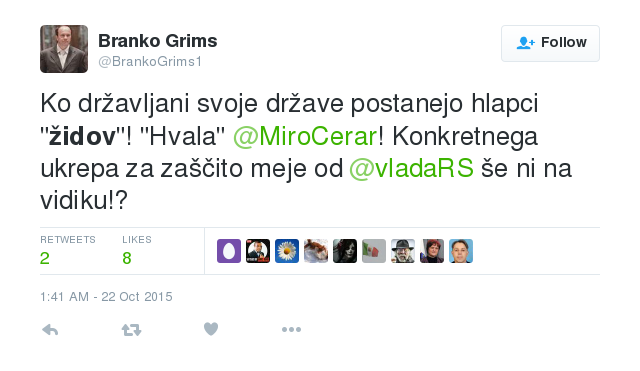 Branko Grims
@BrankoGrims1
Follow
Ko državljani svoje države postanejo hlapci
"židov"! "Hvala" @MiroCerar! Konkretnega
ukrepa za zaščito meje od @vladaRS še ni na
vidiku!?
RETWEETS LIKES
2 8
1:41 AM - 22 Oct 2015